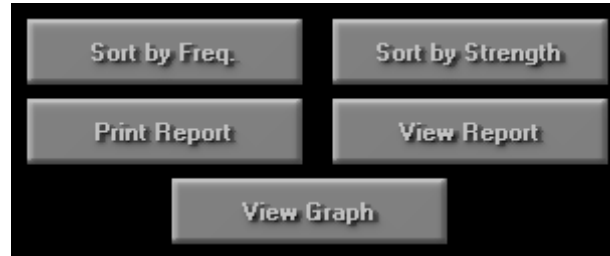 Sort by Freq.
Sort by Strength
Print Report
View Report
View Graph